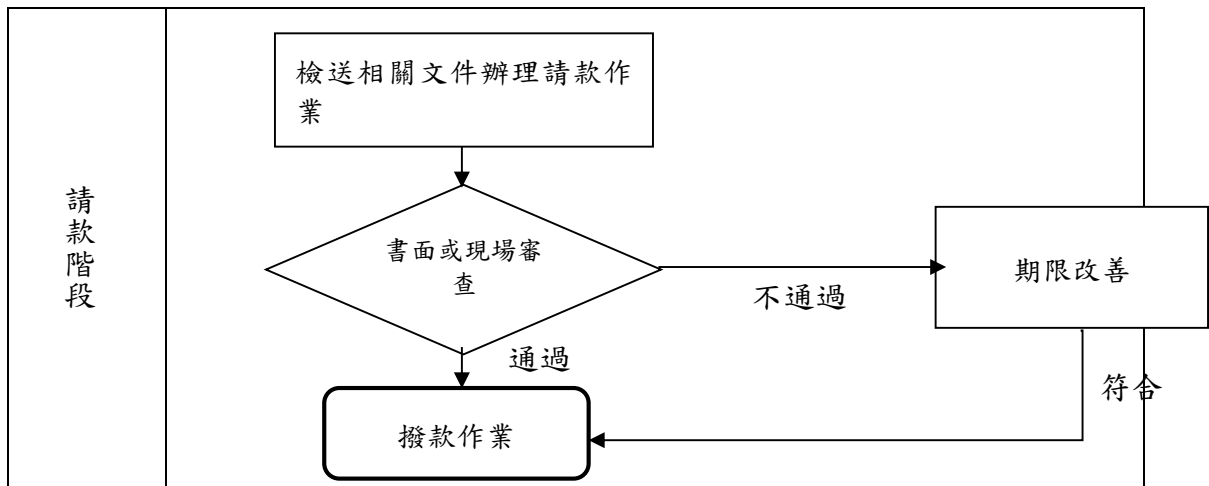 檢送相關文件辦理請款作
業
請
款
階
段
書面或現場審
查
期限改善
不通過
通過
符合
撥款作業